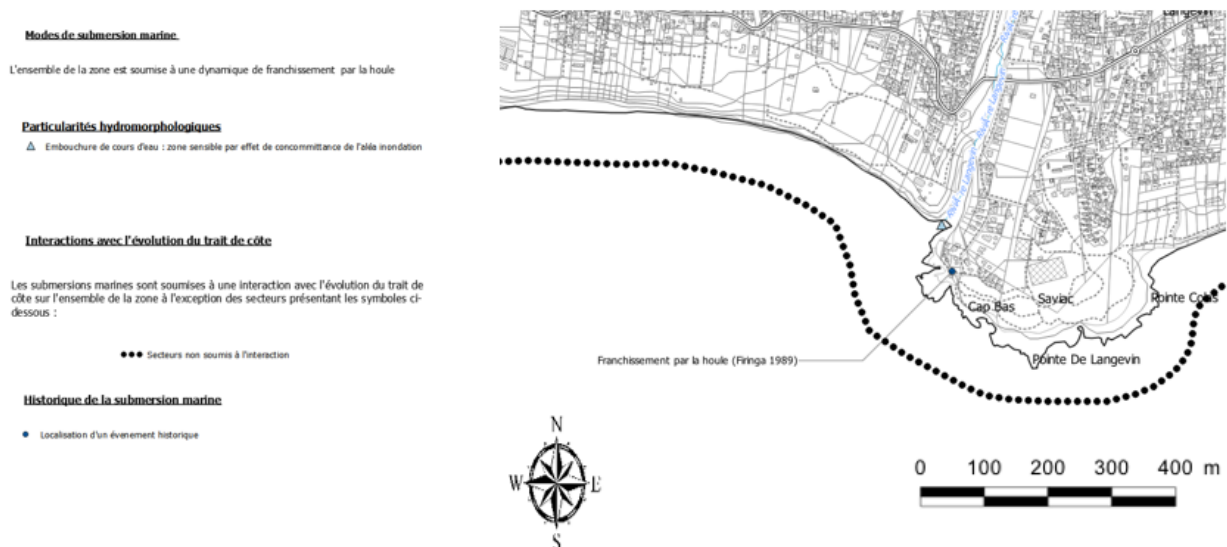 Modes de submersion marine
L'ensemble de la zone est soumise à une dynamique de franchissement par la houle
Particularités hydromorphologiques
Embouchure de cours d'eau : zone sensible par effet de concommittance de l'aléa inondation
Interactions avec l'évolution du trait de côte
Les submersions marines sont soumises à une interaction avec l'évolution du trait de
côte sur l'ensemble de la zone à l'exception des secteurs présentant les symboles ci-
dessous :
Secteurs non soumis à l'interaction
Historique de la submersion marine
Localisation d'un évenement historique
Langevin
Langevin
Langevin
Saviac
Pointe Colas
Cap Bas
Pointe De Langevin
Franchissement par la houle (Firinga 1989)
N
W E
S
0 100 200 300 400 m